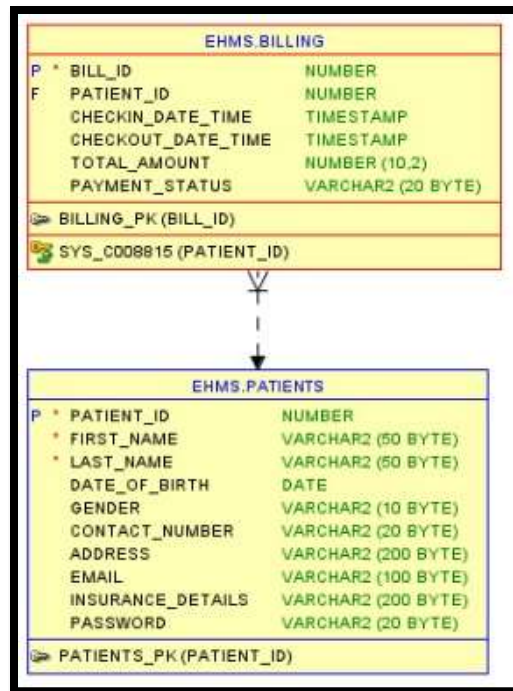 EHMS.BILLING
P * BILL_ID NUMBER
F PATIENT_ID NUMBER
CHECKIN_DATE_TIME TIMESTAMP
CHECKOUT_DATE_TIME TIMESTAMP
TOTAL_AMOUNT NUMBER (10,2)
PAYMENT_STATUS VARCHAR2 (20 BYTE)
BILLING_PK (BILL_ID)
SYS_C008815 (PATIENT_ID)
EHMS.PATIENTS
P * PATIENT_ID NUMBER
* FIRST_NAME VARCHAR2 (50 BYTE)
* LAST_NAME VARCHAR2 (50 BYTE)
DATE_OF_BIRTH DATE
GENDER VARCHAR2 (10 BYTE)
CONTACT_NUMBER VARCHAR2 (20 BYTE)
ADDRESS VARCHAR2 (200 BYTE)
EMAIL VARCHAR2 (100 BYTE)
INSURANCE_DETAILS VARCHAR2 (200 BYTE)
PASSWORD VARCHAR2 (20 BYTE)
PATIENTS_PK (PATIENT_ID)